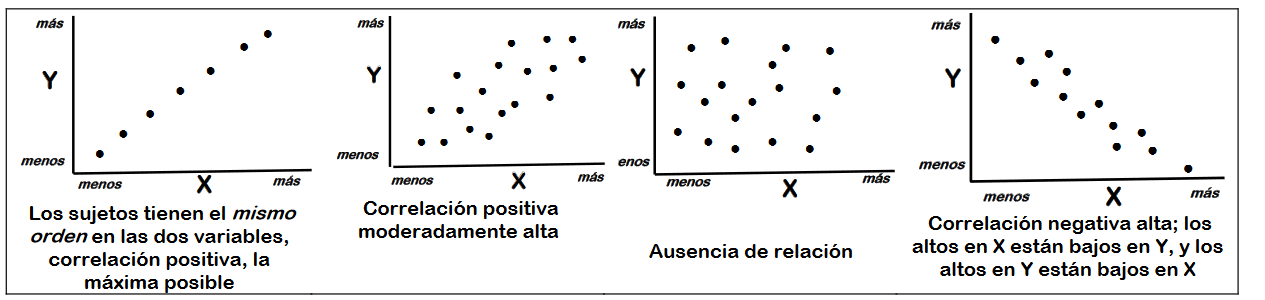 más
Y
menos
menos
X
más
Los sujetos tienen el mismo
orden en las dos variables,
correlación positiva, la
máxima posible
más
Y
menos
menos
X
más
Correlación positiva
moderadamente alta
más
Y
enos
menos
X
más
Ausencia de relación
más
Y
menos
menos
X
más
Correlación negativa alta; los
altos en X están bajos en Y, y los
altos en Y están bajos en X